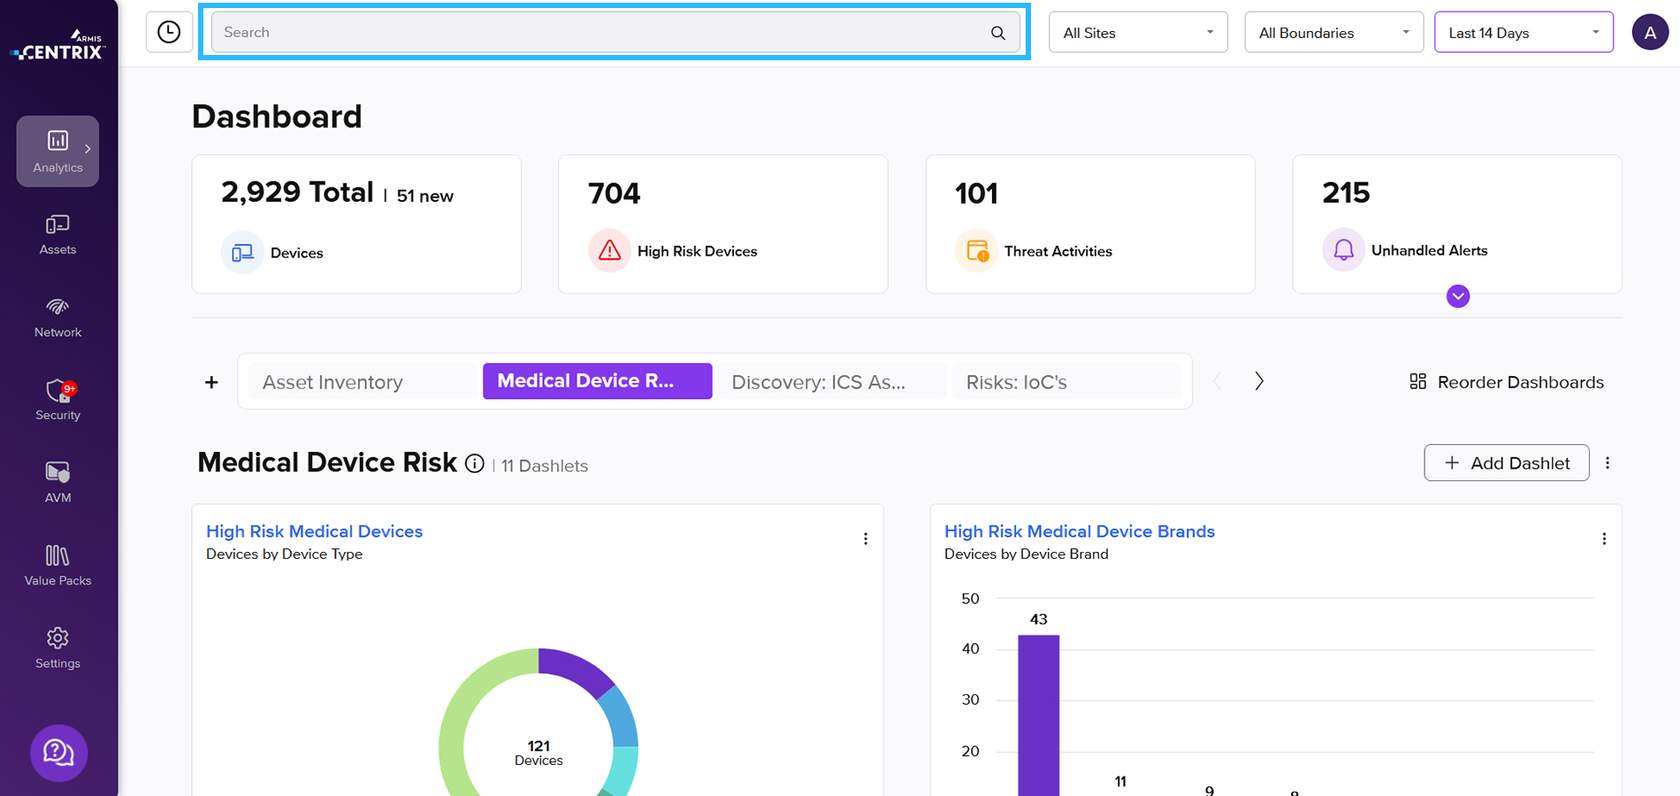 ARMIS
CENTRIX
Search
All Sites
All Boundaries
Last 14 Days
A
Analytics
Assets
Network
9+
Security
AVM
Value Packs
Settings
Dashboard
2,929 Total | 51 new
Devices
704
High Risk Devices
101
Threat Activities
215
Unhandled Alerts
+
Asset Inventory
Medical Device R...
Discovery: ICS As...
Risks: IoC's
Reorder Dashboards
Medical Device Risk | 11 Dashlets
+ Add Dashlet
High Risk Medical Devices
Devices by Device Type
121
Devices
High Risk Medical Device Brands
Devices by Device Brand
50
43
40
30
20
11
9